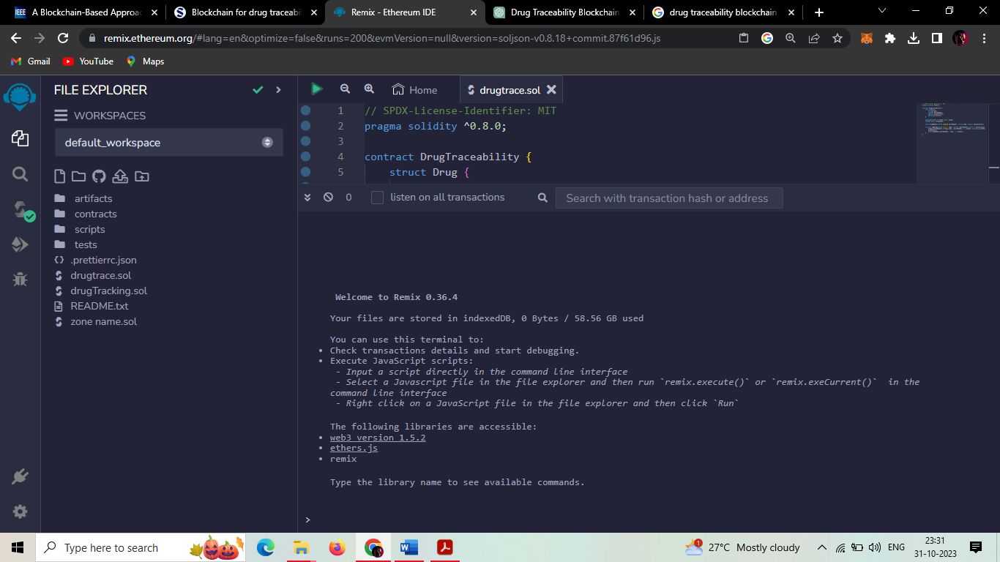 A Blockchain-Based Approac
Blockchain for drug traceabi
Remix - Ethereum IDE
Drug Traceability Blockchain
drug traceability blockchain
remix.ethereum.org/#lang=en&optimize=false&runs=200&evmVersion=null&version=soljson-v0.8.18+commit.87f61d96.js
Gmail
YouTube
Maps
FILE EXPLORER
WORKSPACES
default_workspace
artifacts
contracts
scripts
tests
.prettierrc.json
drugtrace.sol
drugTracking.sol
README.txt
zone name.sol
Home
drugtrace.sol
1 // SPDX-License-Identifier: MIT
2 pragma solidity ^0.8.0;
3
4 contract DrugTraceability {
5 struct Drug {
0 listen on all transactions
Search with transaction hash or address
Welcome to Remix 0.36.4
Your files are stored in indexedDB, 0 Bytes / 58.56 GB used
You can use this terminal to:
• Check transactions details and start debugging.
• Execute JavaScript scripts:
- Input a script directly in the command line interface
- Select a Javascript file in the file explorer and then run `remix.execute()` or `remix.exeCurrent()` in the
command line interface
- Right click on a JavaScript file in the file explorer and then click `Run`
The following libraries are accessible:
• web3 version 1.5.2
• ethers.js
• remix
Type the library name to see available commands.
>
Type here to search
1
27°C Mostly cloudy
ENG
23:31
31-10-2023